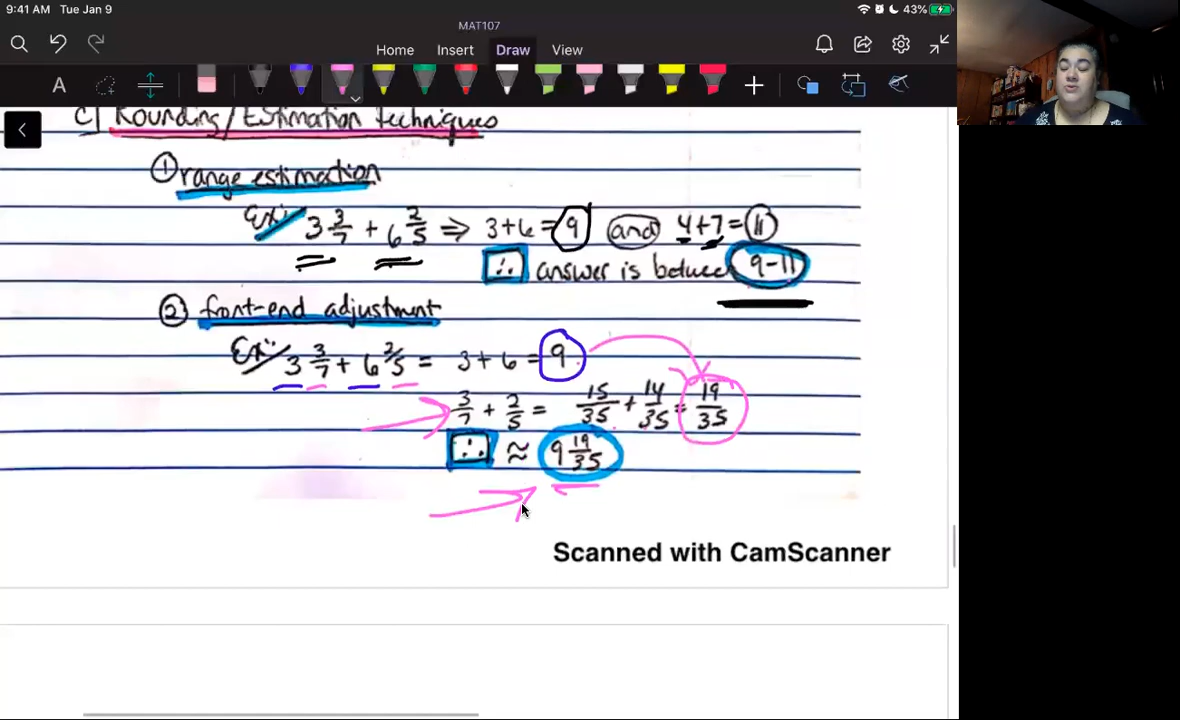 9:41 AM Tue Jan 9
43%
MAT107
Home Insert Draw View
A
C) Rounding/Estimation techniques
① range estimation
Ex: 3 3/7 + 6 2/5 ⇒ 3+6 = 9 and 4+7 = 11
∴ answer is betwee 9-11
② front-end adjustment
Ex: 3 3/7 + 6 2/5 = 3 + 6 = 9
3/7 + 2/5 = 15/35 + 14/35 = 19/35
∴ ≈ 9 19/35
Scanned with CamScanner